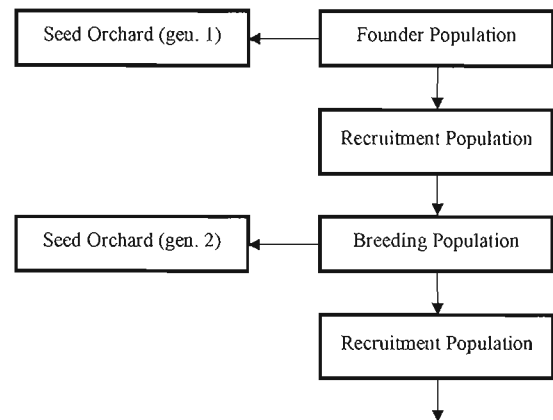 Seed Orchard (gen. 1)
Founder Population
Recruitment Population
Seed Orchard (gen. 2)
Breeding Population
Recruitment Population